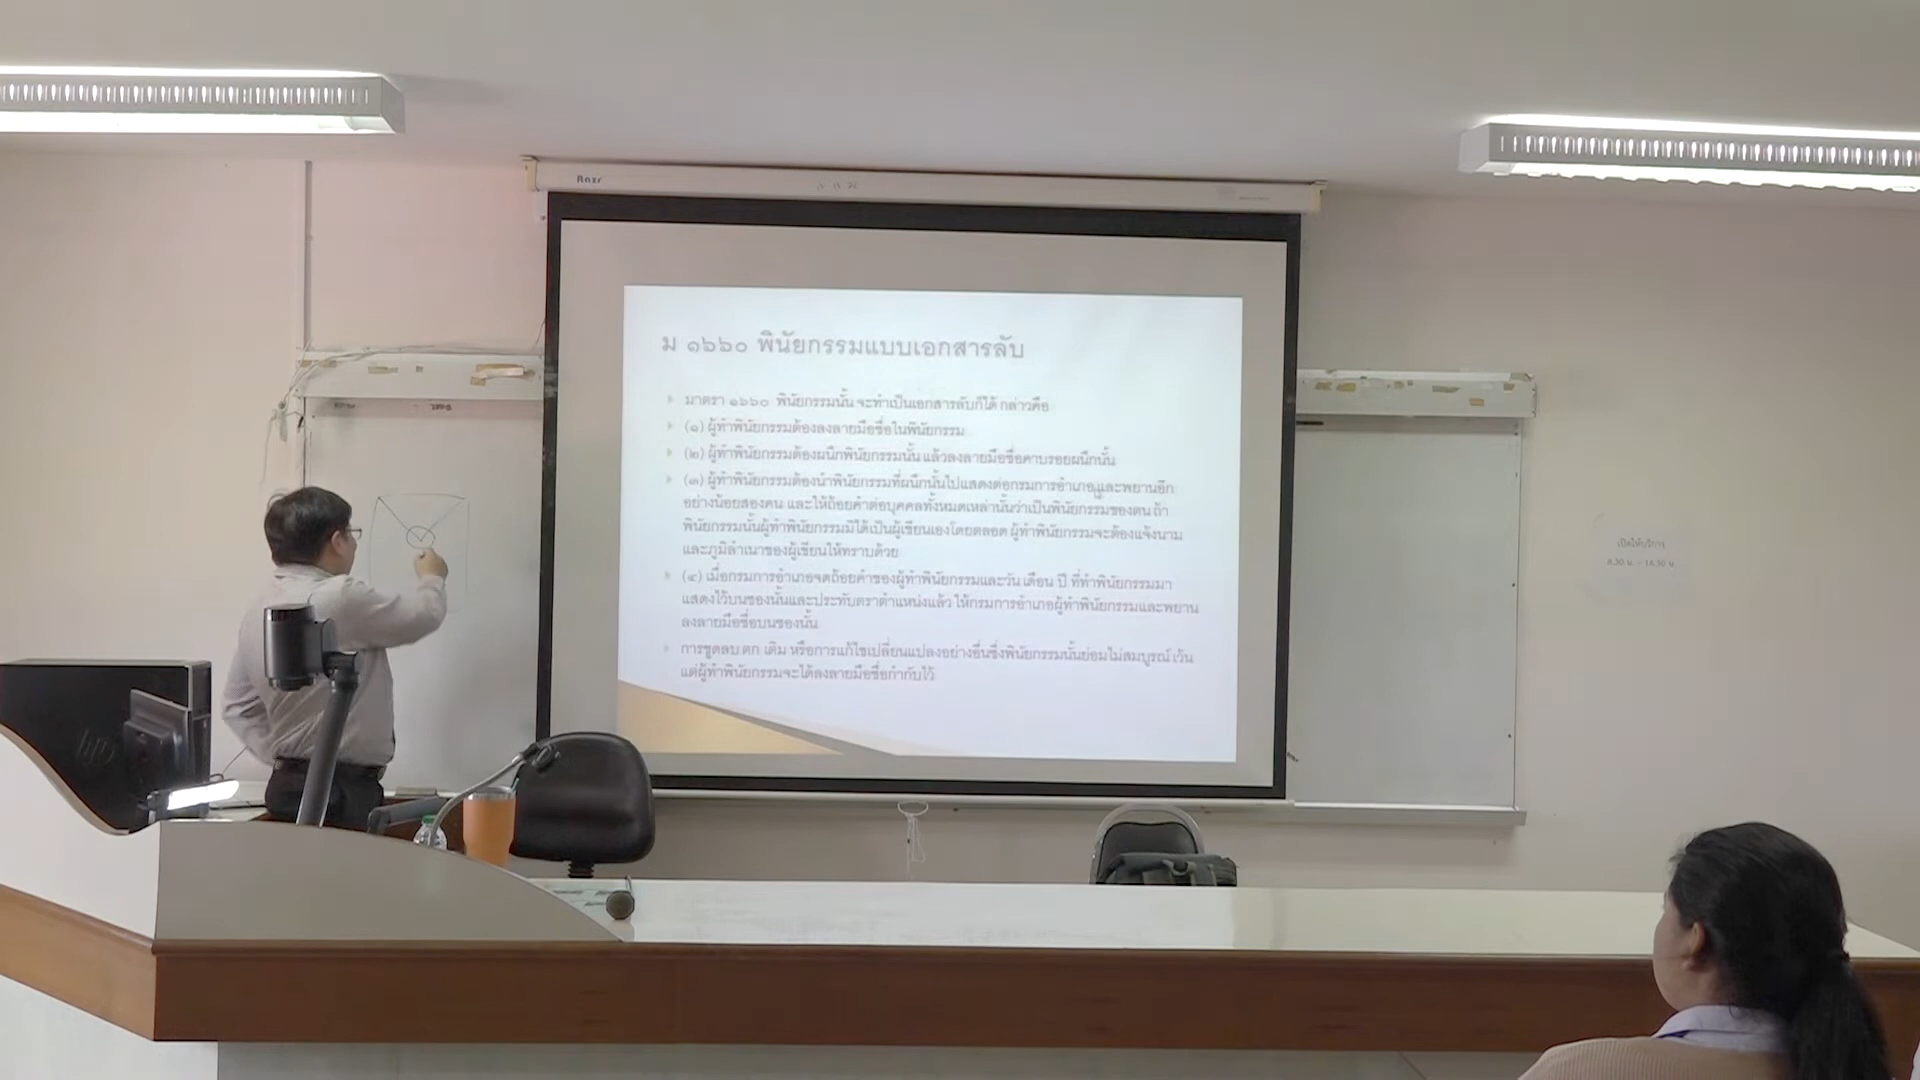 Razr
ม ๑๖๖๐ พินัยกรรมแบบเอกสารลับ
มาตรา ๑๖๖๐ พินัยกรรมนั้น จะทำเป็นเอกสารลับก็ได้ กล่าวคือ
(๑) ผู้ทำพินัยกรรมต้องลงลายมือชื่อในพินัยกรรม
(๒) ผู้ทำพินัยกรรมต้องผนึกพินัยกรรมนั้น แล้วลงลายมือชื่อคาบรอยผนึกนั้น
(๓) ผู้ทำพินัยกรรมต้องนำพินัยกรรมที่ผนึกนั้นไปแสดงต่อกรมการอำเภอ และพยานอีก
อย่างน้อยสองคน และให้ถ้อยคำต่อบุคคลทั้งหมดเหล่านั้นว่าเป็นพินัยกรรมของตน ถ้า
พินัยกรรมนั้นผู้ทำพินัยกรรมมิได้เป็นผู้เขียนเองโดยตลอด ผู้ทำพินัยกรรมจะต้องแจ้งนาม
และภูมิลำเนาของผู้เขียนให้ทราบด้วย
(๔) เมื่อกรมการอำเภอจดถ้อยคำของผู้ทำพินัยกรรมและวัน เดือน ปี ที่ทำพินัยกรรมมา
แสดงไว้บนซองนั้นและประทับตราตำแหน่งแล้ว ให้กรมการอำเภอผู้ทำพินัยกรรมและพยาน
ลงลายมือชื่อบนซองนั้น
การขูดลบ ตก เติม หรือการแก้ไขเปลี่ยนแปลงอย่างอื่นซึ่งพินัยกรรมนั้นย่อมไม่สมบูรณ์ เว้น
แต่ผู้ทำพินัยกรรมจะได้ลงลายมือชื่อกำกับไว้
เปิดให้บริการ
8.30 น. - 16.30 น.
hp